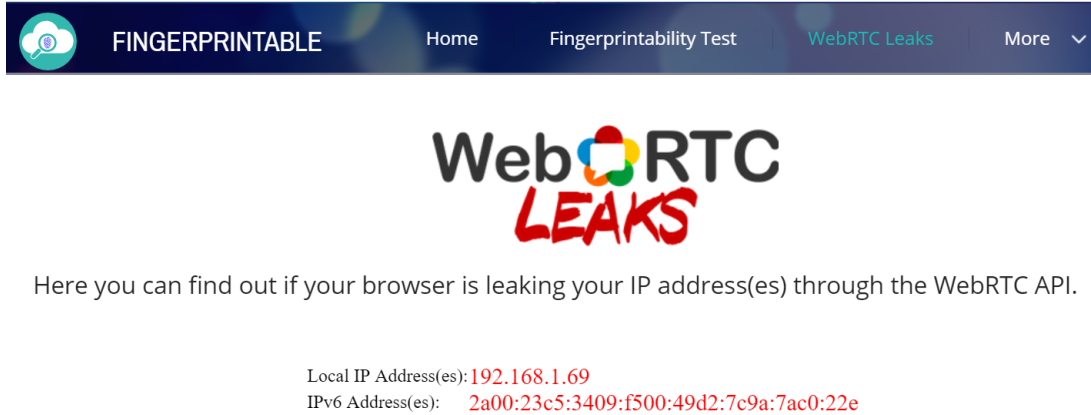 FINGERPRINTABLE Home Fingerprintability Test WebRTC Leaks More
WebRTC
LEAKS
Here you can find out if your browser is leaking your IP address(es) through the WebRTC API.
Local IP Address(es): 192.168.1.69
IPv6 Address(es): 2a00:23c5:3409:f500:49d2:7c9a:7ac0:22e